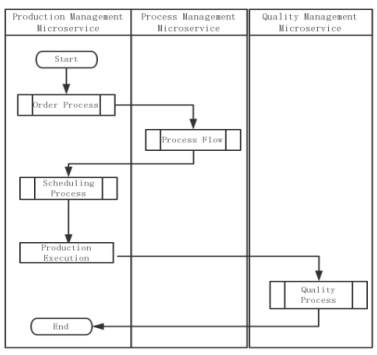 Production Management
Microservice
Process Management
Microservice
Quality Management
Microservice
Start
Order Process
Process Flow
Scheduling
Process
Production
Execution
Quality
Process
End